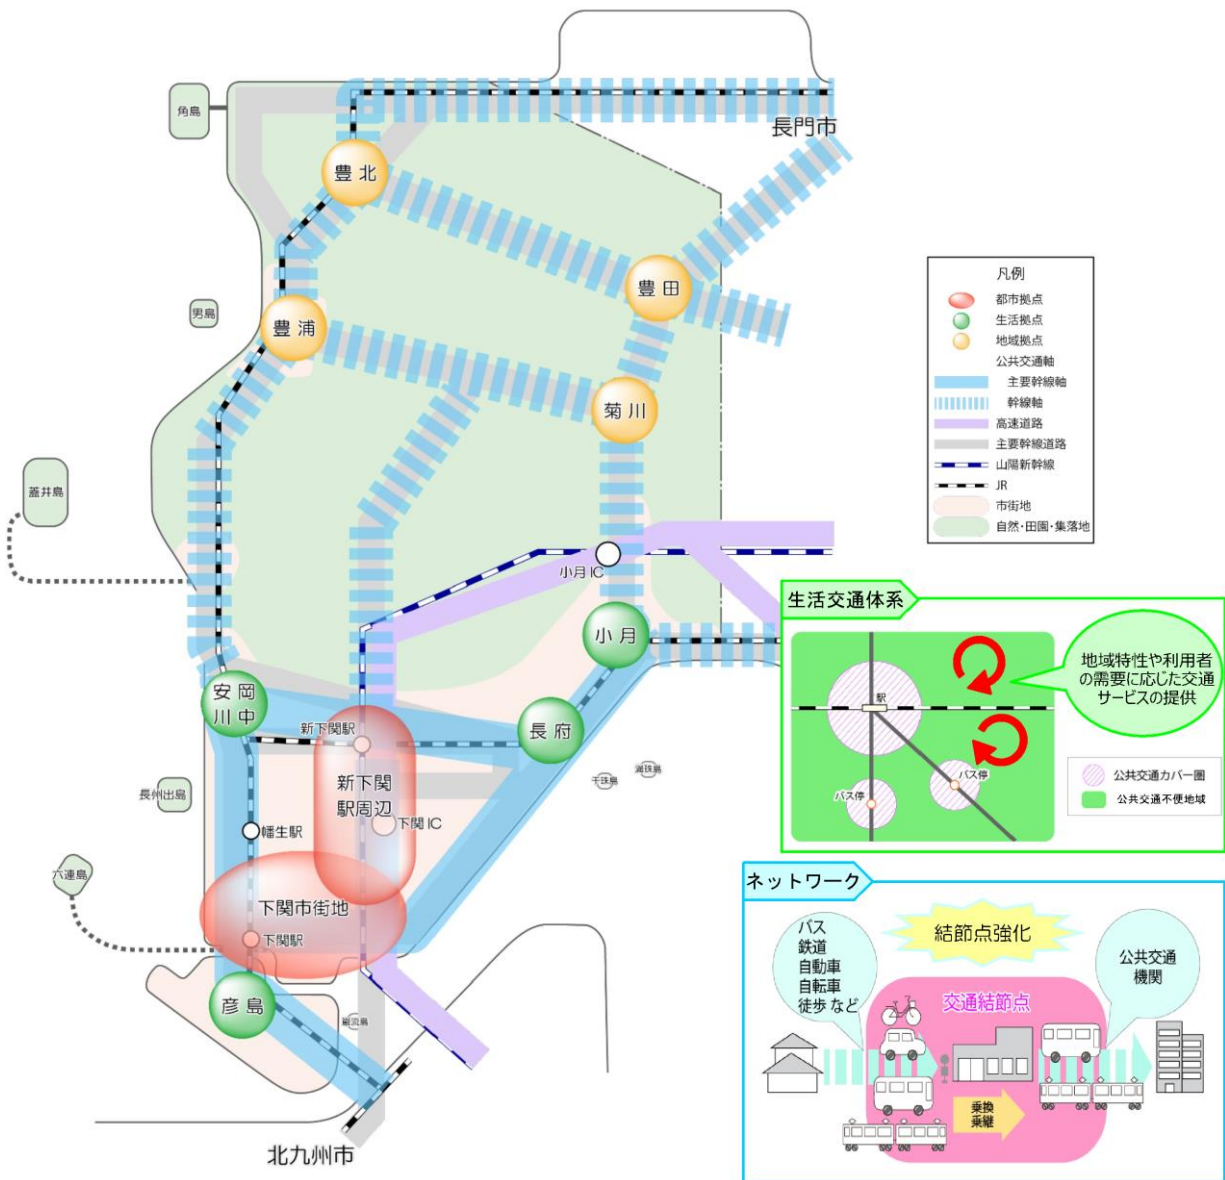 角島
長門市
豊北
豊田
男島
豊浦
菊川
蓋井島
小月IC
小月
安岡
川中
新下関駅
長府
新下関
駅周辺
干珠島
満珠島
長州出島
幡生駅
下関IC
六連島
下関市街地
下関駅
彦島
巌流島
北九州市
凡例
都市拠点
生活拠点
地域拠点
公共交通軸
主要幹線軸
幹線軸
高速道路
主要幹線道路
山陽新幹線
JR
市街地
自然・田園・集落地
生活交通体系
駅
バス停
バス停
地域特性や利用者
の需要に応じた交通
サービスの提供
公共交通カバー圏
公共交通不便地域
ネットワーク
バス
鉄道
自動車
自転車
徒歩 など
結節点強化
公共交通
機関
交通結節点
乗換
乗継